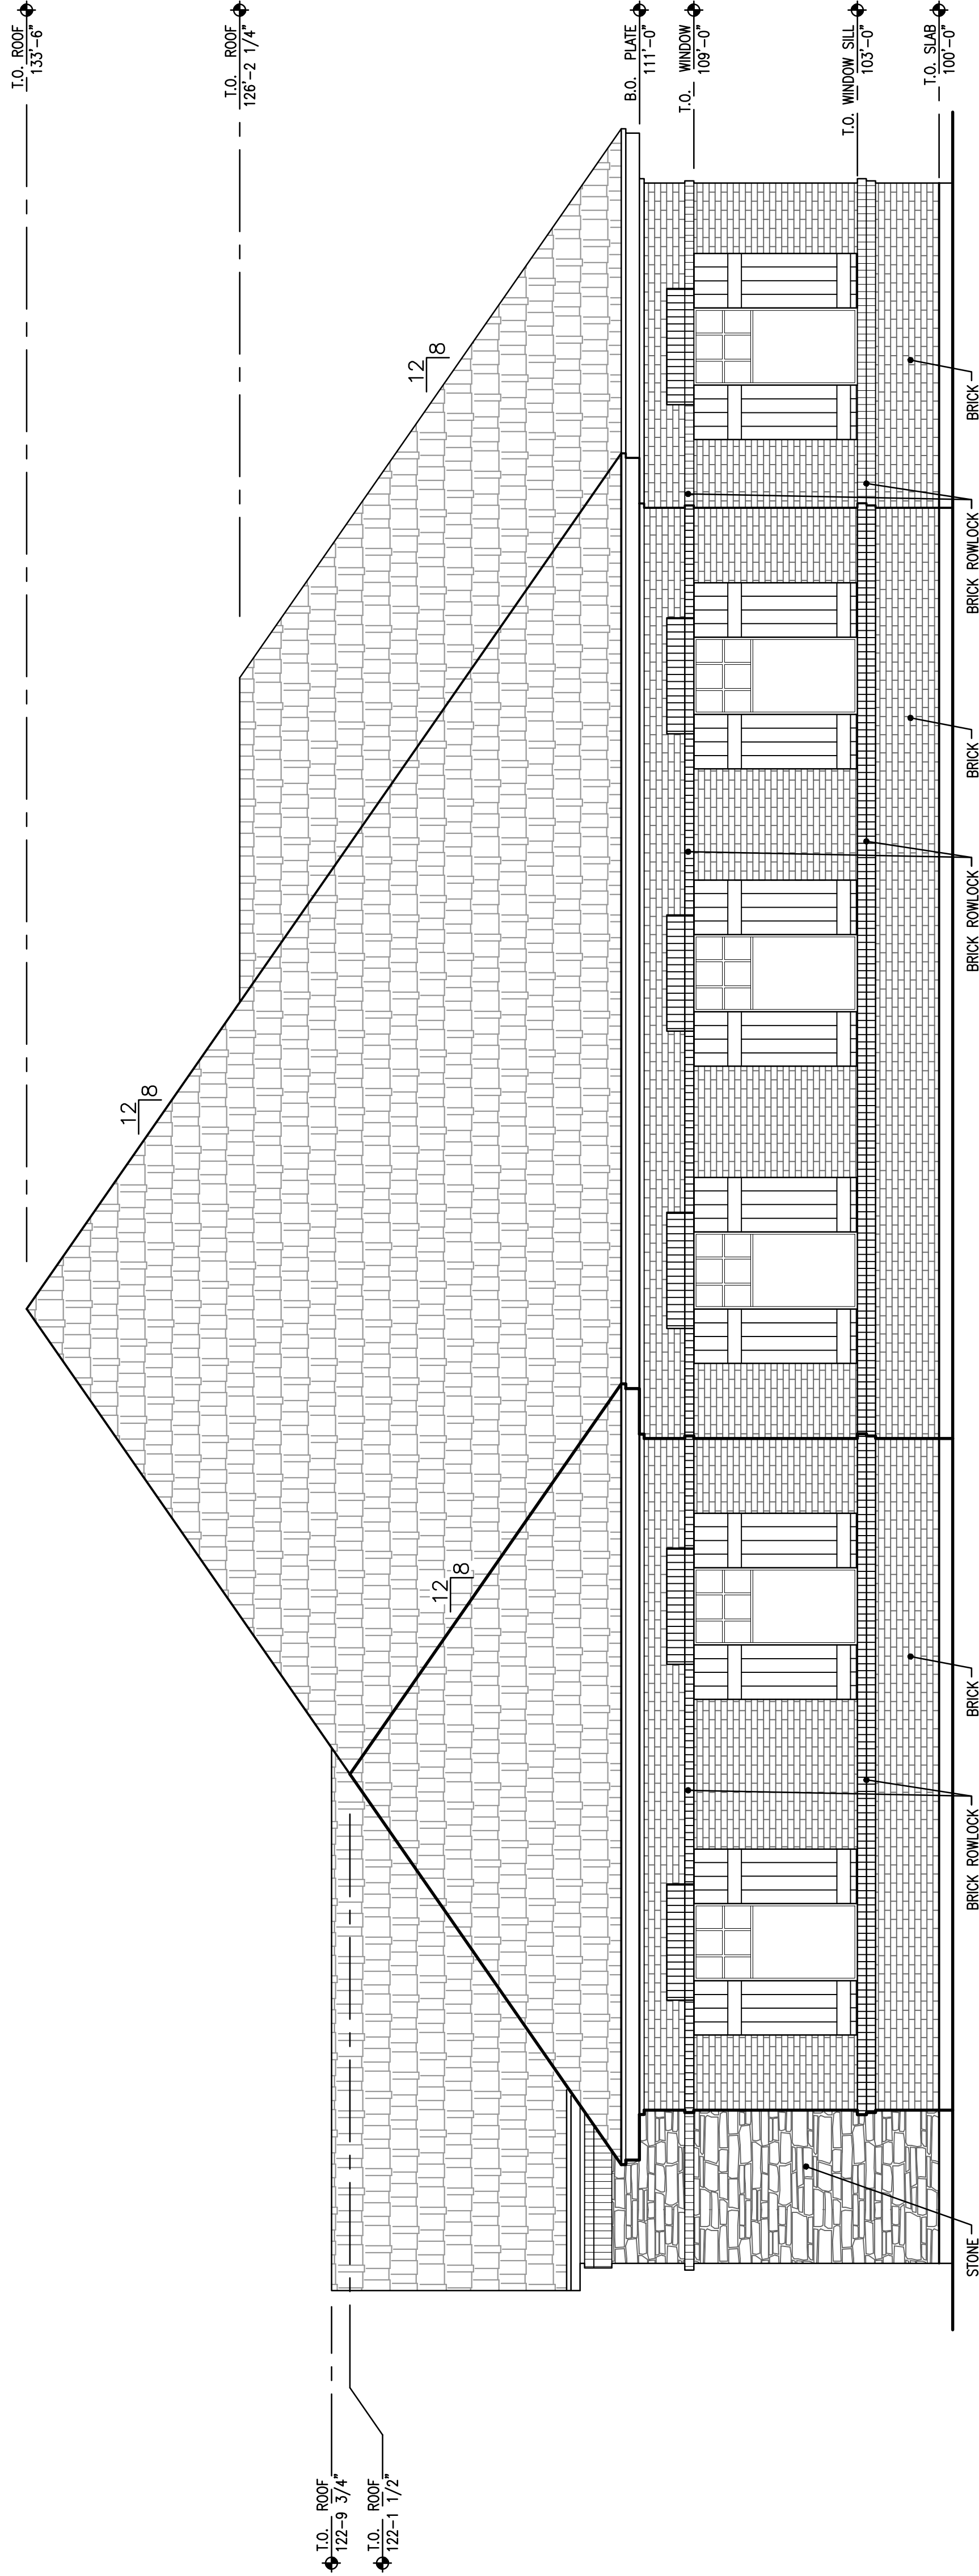 T.O. ROOF
133'-6"
T.O. ROOF
126'-2 1/4"
B.O. PLATE
111'-0"
T.O. WINDOW
109'-0"
T.O. WINDOW SILL
103'-0"
T.O. SLAB
100'-0"
12
8
12
8
12
8
T.O. ROOF
122-9 3/4"
T.O. ROOF
122-1 1/2"
STONE
BRICK ROWLOCK
BRICK
BRICK ROWLOCK
BRICK
BRICK ROWLOCK
BRICK